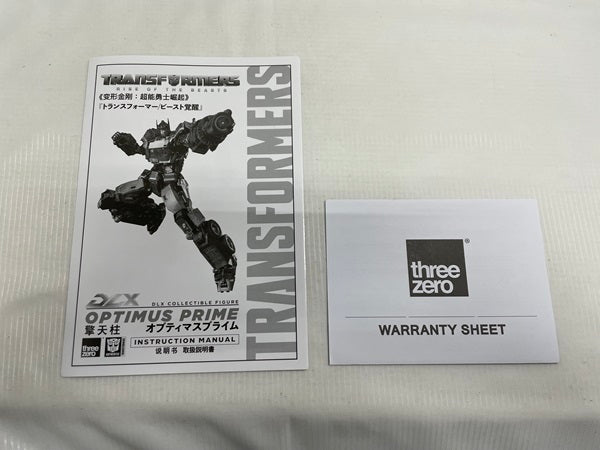 TRANSFORMERS
RISE OF THE BEASTS
《变形金刚：超能勇士崛起》
『トランスフォーマー/ビースト覚醒』
TRANSFORMERS
DLX
DLX COLLECTIBLE FIGURE
OPTIMUS PRIME
擎天柱 オプティマスプライム
INSTRUCTION MANUAL
说明书 取扱説明書
three
zero
three
zero
®
WARRANTY SHEET